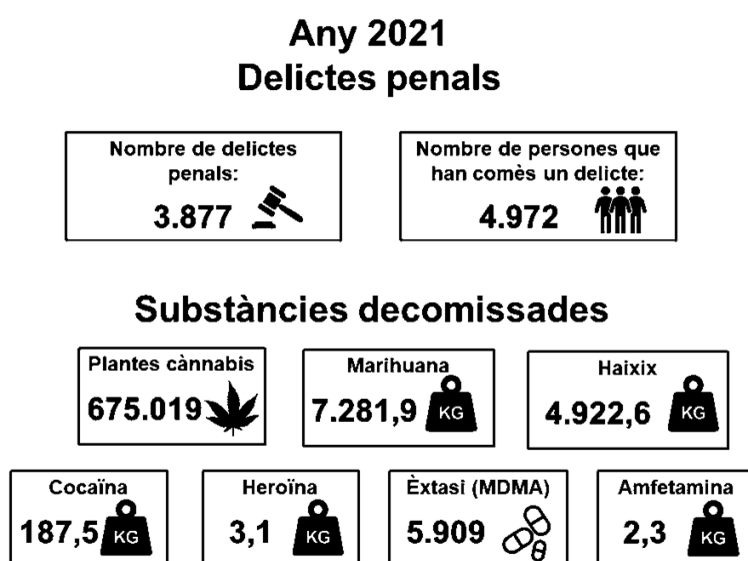 Any 2021
Delictes penals
Nombre de delictes
penals:
3.877
Nombre de persones que
han comès un delicte:
4.972
Substàncies decomissades
Plantes cànnabis
675.019
Marihuana
7.281,9 KG
Haixix
4.922,6 KG
Cocaïna
187,5 KG
Heroïna
3,1 KG
Èxtasi (MDMA)
5.909
Amfetamina
2,3 KG